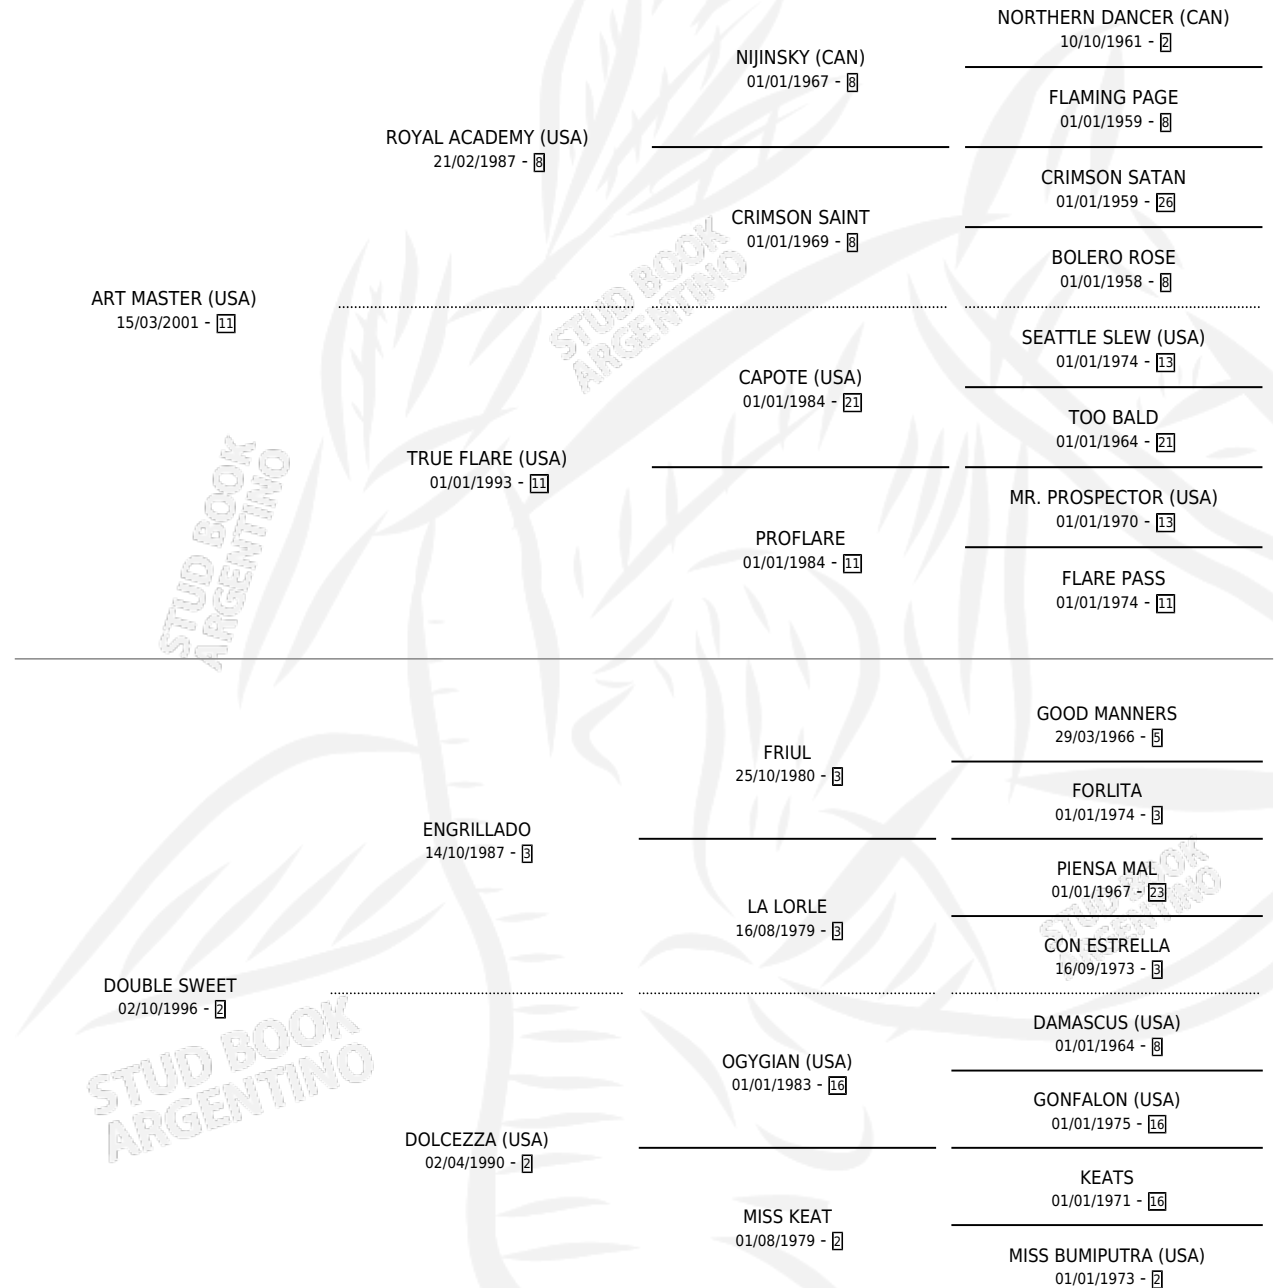 NORTHERN DANCER (CAN)
10/10/1961 - 2
NIJINSKY (CAN)
01/01/1967 - 8
FLAMING PAGE
01/01/1959 - 8
ROYAL ACADEMY (USA)
21/02/1987 - 8
CRIMSON SATAN
01/01/1959 - 26
CRIMSON SAINT
01/01/1969 - 8
BOLERO ROSE
01/01/1958 - 8
ART MASTER (USA)
15/03/2001 - 11
STUD BOOK
ARGENTINO
SEATTLE SLEW (USA)
01/01/1974 - 13
CAPOTE (USA)
01/01/1984 - 21
TOO BALD
01/01/1964 - 21
TRUE FLARE (USA)
01/01/1993 - 11
MR. PROSPECTOR (USA)
01/01/1970 - 13
PROFLARE
01/01/1984 - 11
FLARE PASS
01/01/1974 - 11
STUD BOOK
ARGENTINO
GOOD MANNERS
29/03/1966 - 5
FRIUL
25/10/1980 - 3
FORLITA
01/01/1974 - 3
ENGRILLADO
14/10/1987 - 3
PIENSA MAL
01/01/1967 - 23
LA LORLE
16/08/1979 - 3
CON ESTRELLA
16/09/1973 - 3
STUD BOOK
ARGENTINO
DOUBLE SWEET
02/10/1996 - 2
STUD BOOK
ARGENTINO
DAMASCUS (USA)
01/01/1964 - 8
OGYGIAN (USA)
01/01/1983 - 16
GONFALON (USA)
01/01/1975 - 16
DOLCEZZA (USA)
02/04/1990 - 2
KEATS
01/01/1971 - 16
MISS KEAT
01/08/1979 - 2
MISS BUMIPUTRA (USA)
01/01/1973 - 2